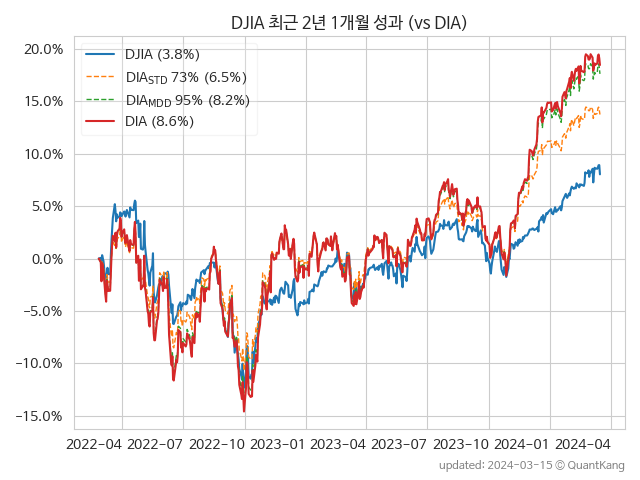 DJIA 최근 2년 1개월 성과 (vs DIA)
20.0%
15.0%
10.0%
5.0%
0.0%
−5.0%
−10.0%
−15.0%
DJIA (3.8%)
DIA_STD 73% (6.5%)
DIA_MDD 95% (8.2%)
DIA (8.6%)
2022-04 2022-07 2022-10 2023-01 2023-04 2023-07 2023-10 2024-01 2024-04
updated: 2024-03-15 © QuantKang